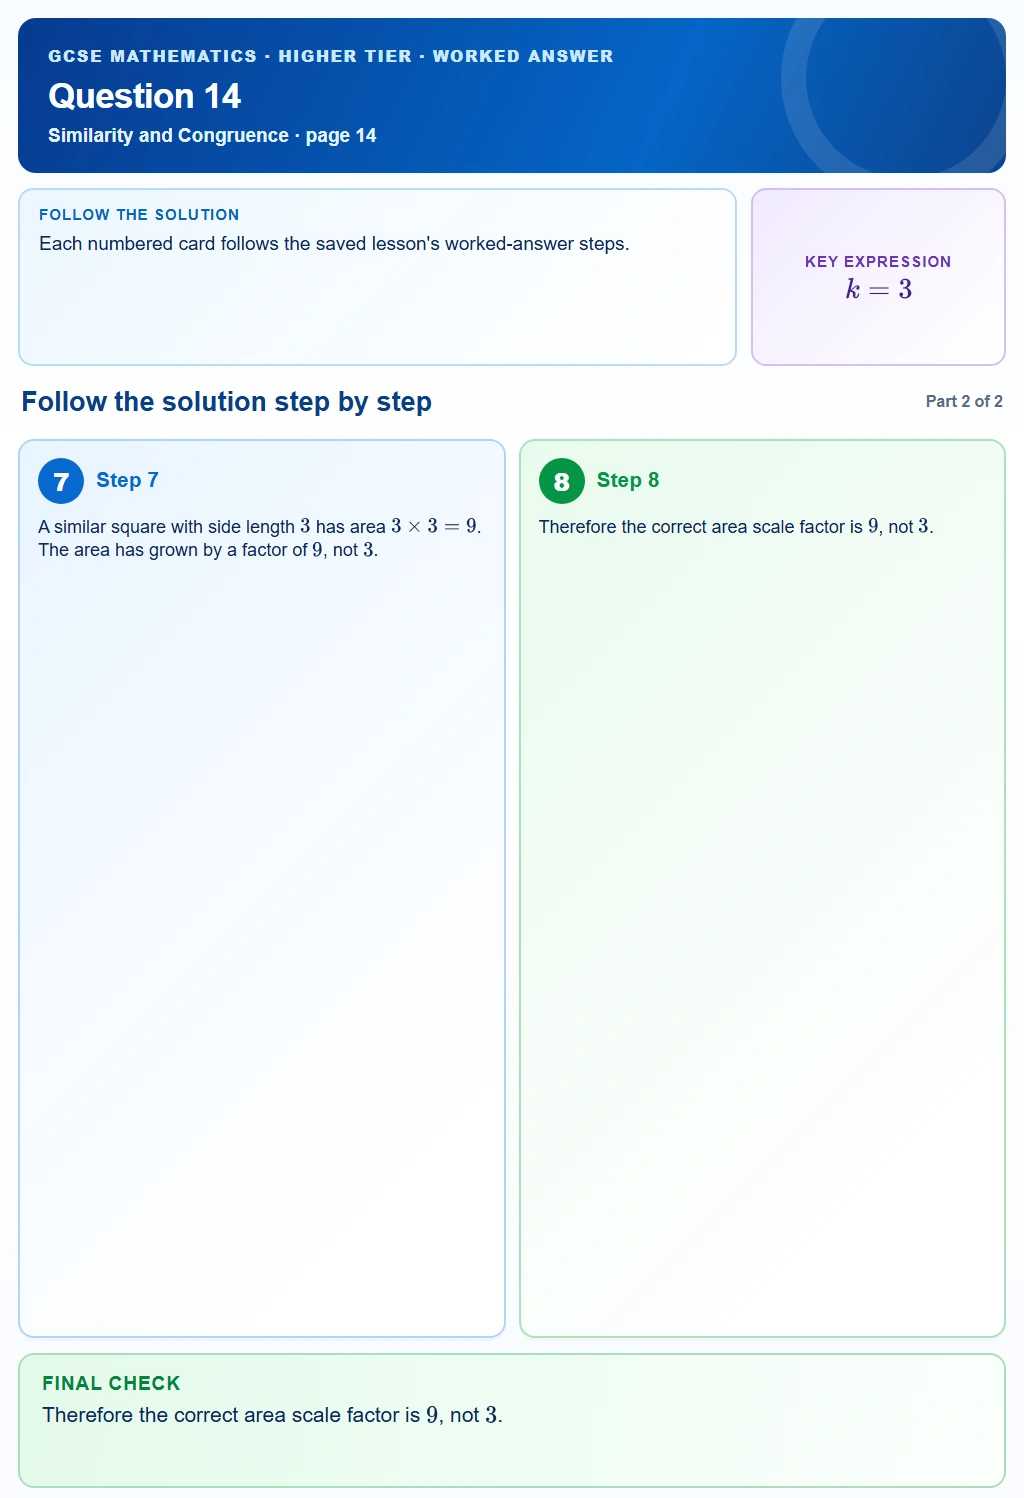 GCSE MATHEMATICS · HIGHER TIER · WORKED ANSWER
Question 14
Similarity and Congruence · page 14
FOLLOW THE SOLUTION
Each numbered card follows the saved lesson's worked-answer steps.
KEY EXPRESSION
k = 3
Follow the solution step by step
Part 2 of 2
7 Step 7
A similar square with side length 3 has area 3 × 3 = 9.
The area has grown by a factor of 9, not 3.
8 Step 8
Therefore the correct area scale factor is 9, not 3.
FINAL CHECK
Therefore the correct area scale factor is 9, not 3.